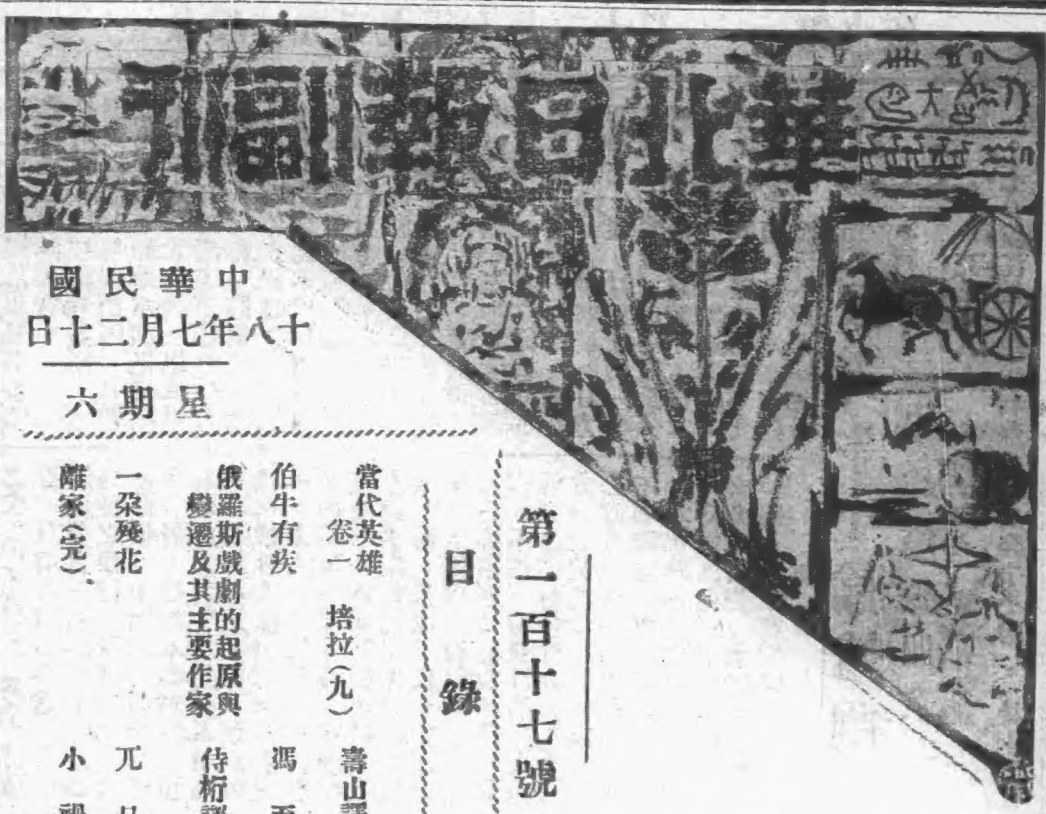 華北日報副刊
中華民國
十八年七月二十日
星期六
第一百十七號
目錄
當代英雄
卷一 培拉(九) 壽山譯
伯牛有疾 馮至
俄羅斯戲劇的起原與
變遷及其主要作家 侍桁譯
一朶殘花 兀
離家(完) 小